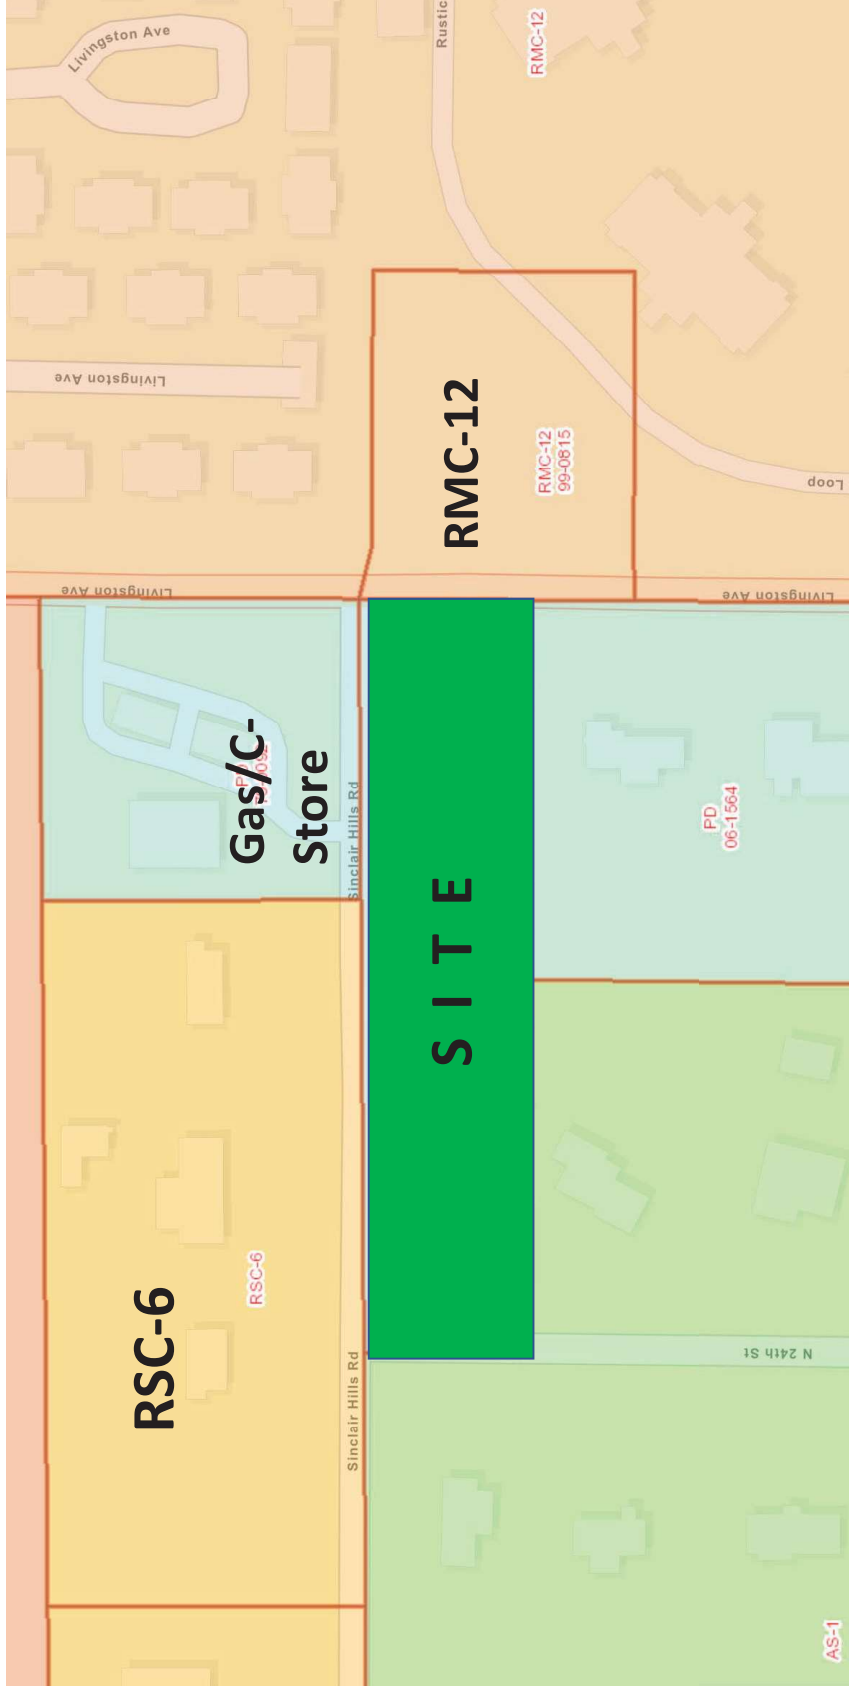 Livingston Ave
Livingston Ave
Livingston Ave
RSC-6
RSC-6
Gas/C-
Store
Sinclair Hills Rd
Sinclair Hills Rd
S I T E
RMC-12
Rustic
RMC-12
RMC-12
99-0815
PD
06-1564
N 24th St
Livingston Ave
Loop
AS-1